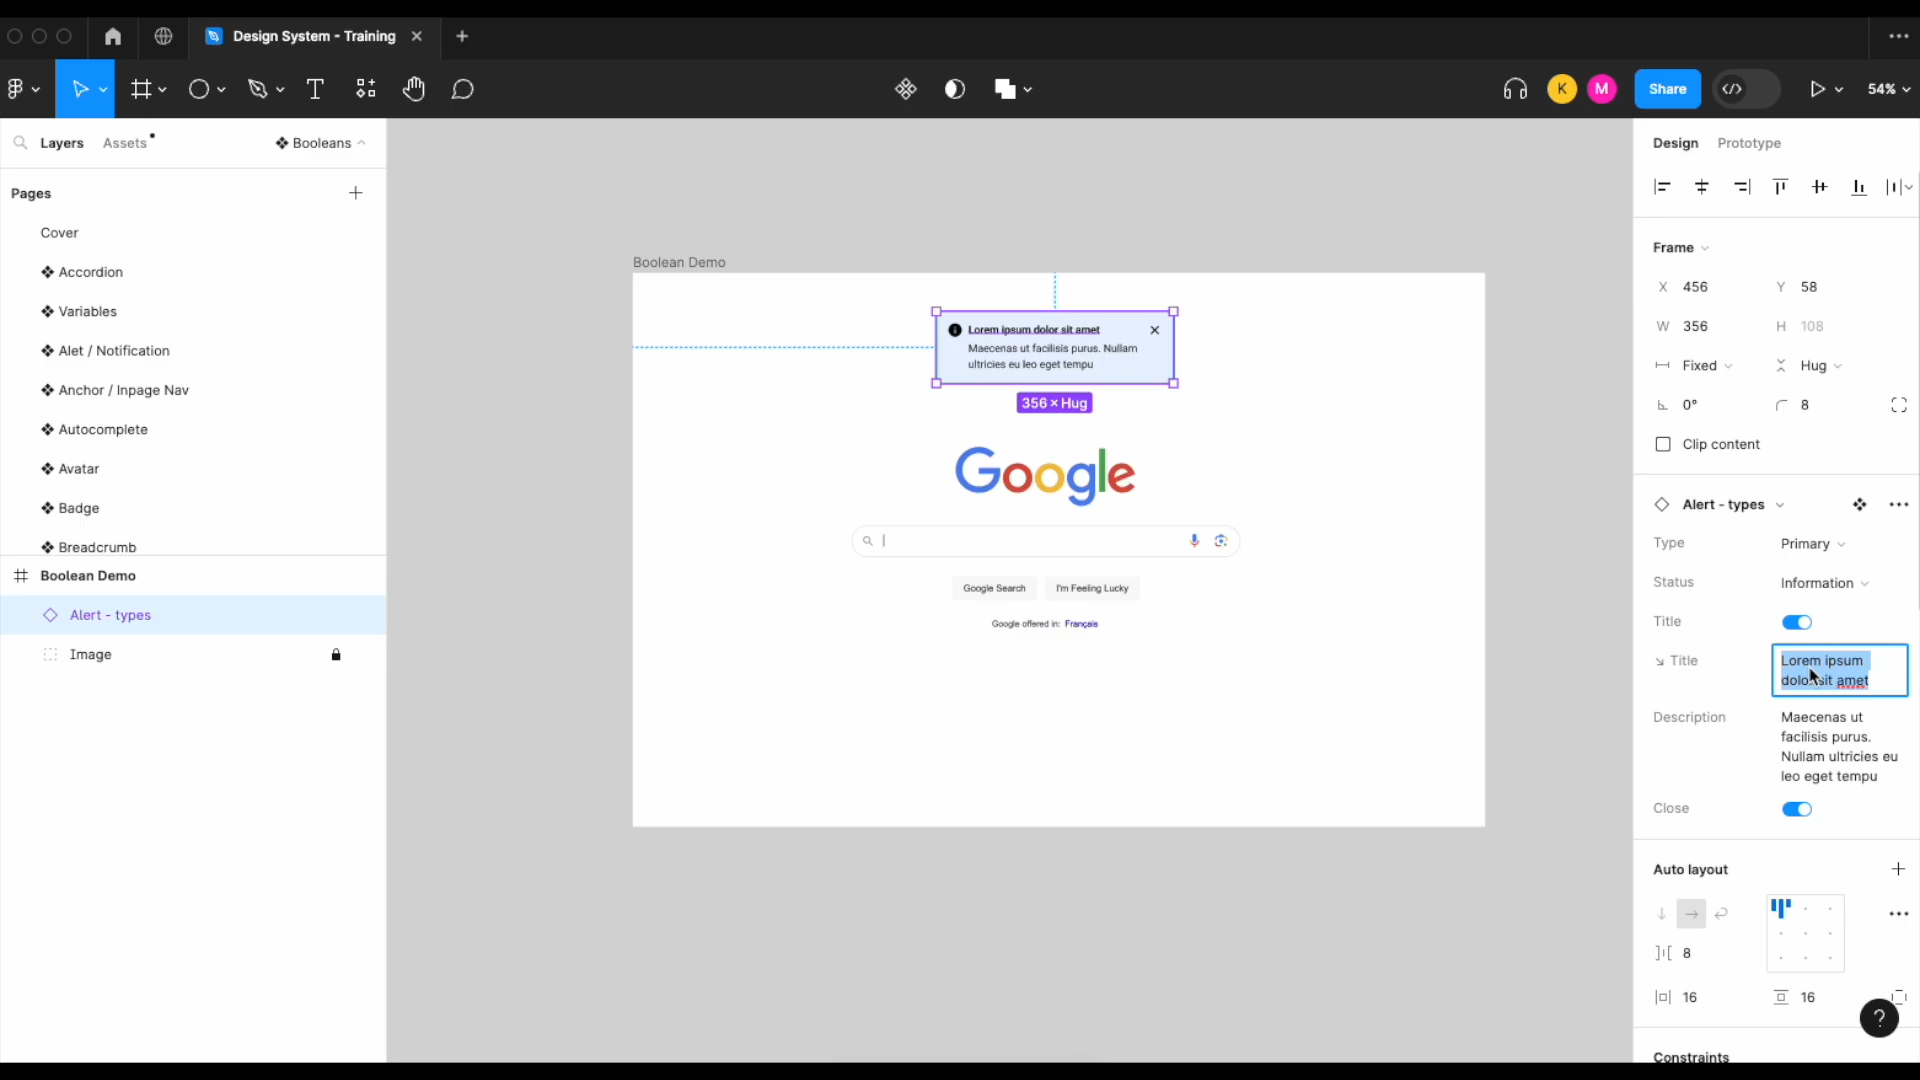 Design System - Training
Share
K
M
54%
Layers
Assets
Booleans
Pages
Cover
Accordion
Variables
Alet / Notification
Anchor / Inpage Nav
Autocomplete
Avatar
Badge
Breadcrumb
Boolean Demo
Alert - types
Image
Boolean Demo
Lorem ipsum dolor sit amet
Maecenas ut facilisis purus. Nullam
ultricies eu leo eget tempu
356 × Hug
Google
Google Search
I'm Feeling Lucky
Google offered in: Français
Design
Prototype
Frame
X 456
Y 58
W 356
H 108
Fixed
Hug
0°
8
Clip content
Alert - types
Type
Primary
Status
Information
Title
Title
Lorem ipsum
dolor sit amet
Description
Maecenas ut
facilisis purus.
Nullam ultricies eu
leo eget tempu
Close
Auto layout
8
16
16
?
Constraints